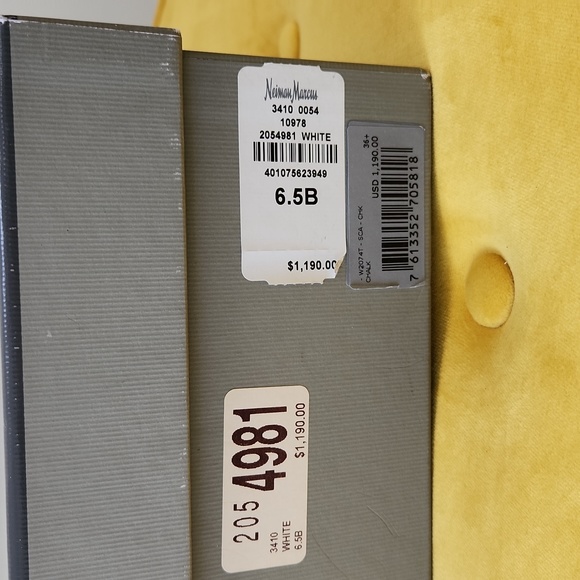 Neiman Marcus
3410 0054
10978
2054981 WHITE
401075623949
6.5B
$1,190.00
36+
USD 1,190.00
7 613352 705818
- W2074T - SCA - CHK
CHALK
205 4981
3410
WHITE
6.5B
$1,190.00